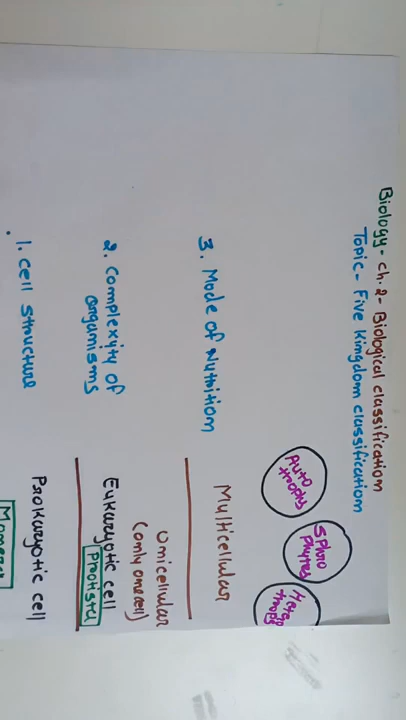 Biology - ch.2 - Biological classification
Topic - Five Kingdom classification
Auto
trophs
Sphro
phytes
Hetero
trophs
3. Mode of Nutrition
Multicellular
Unicellular
(only one cell)
2. Complexity of
organisms
Eukaryotic cell
Protista
1. cell structure
Prokaryotic cell